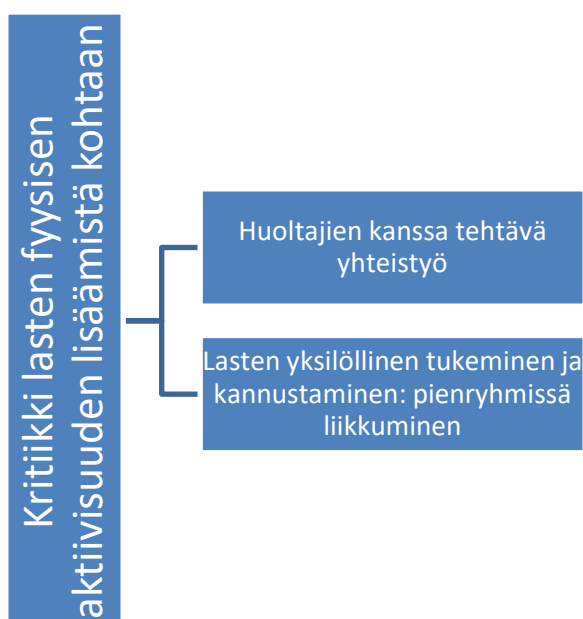 Kritiikki lasten fyysisen
aktiivisuuden lisäämistä kohtaan
Huoltajien kanssa tehtävä
yhteistyö
Lasten yksilöllinen tukeminen ja
kannustaminen: pienryhmissä
liikkuminen